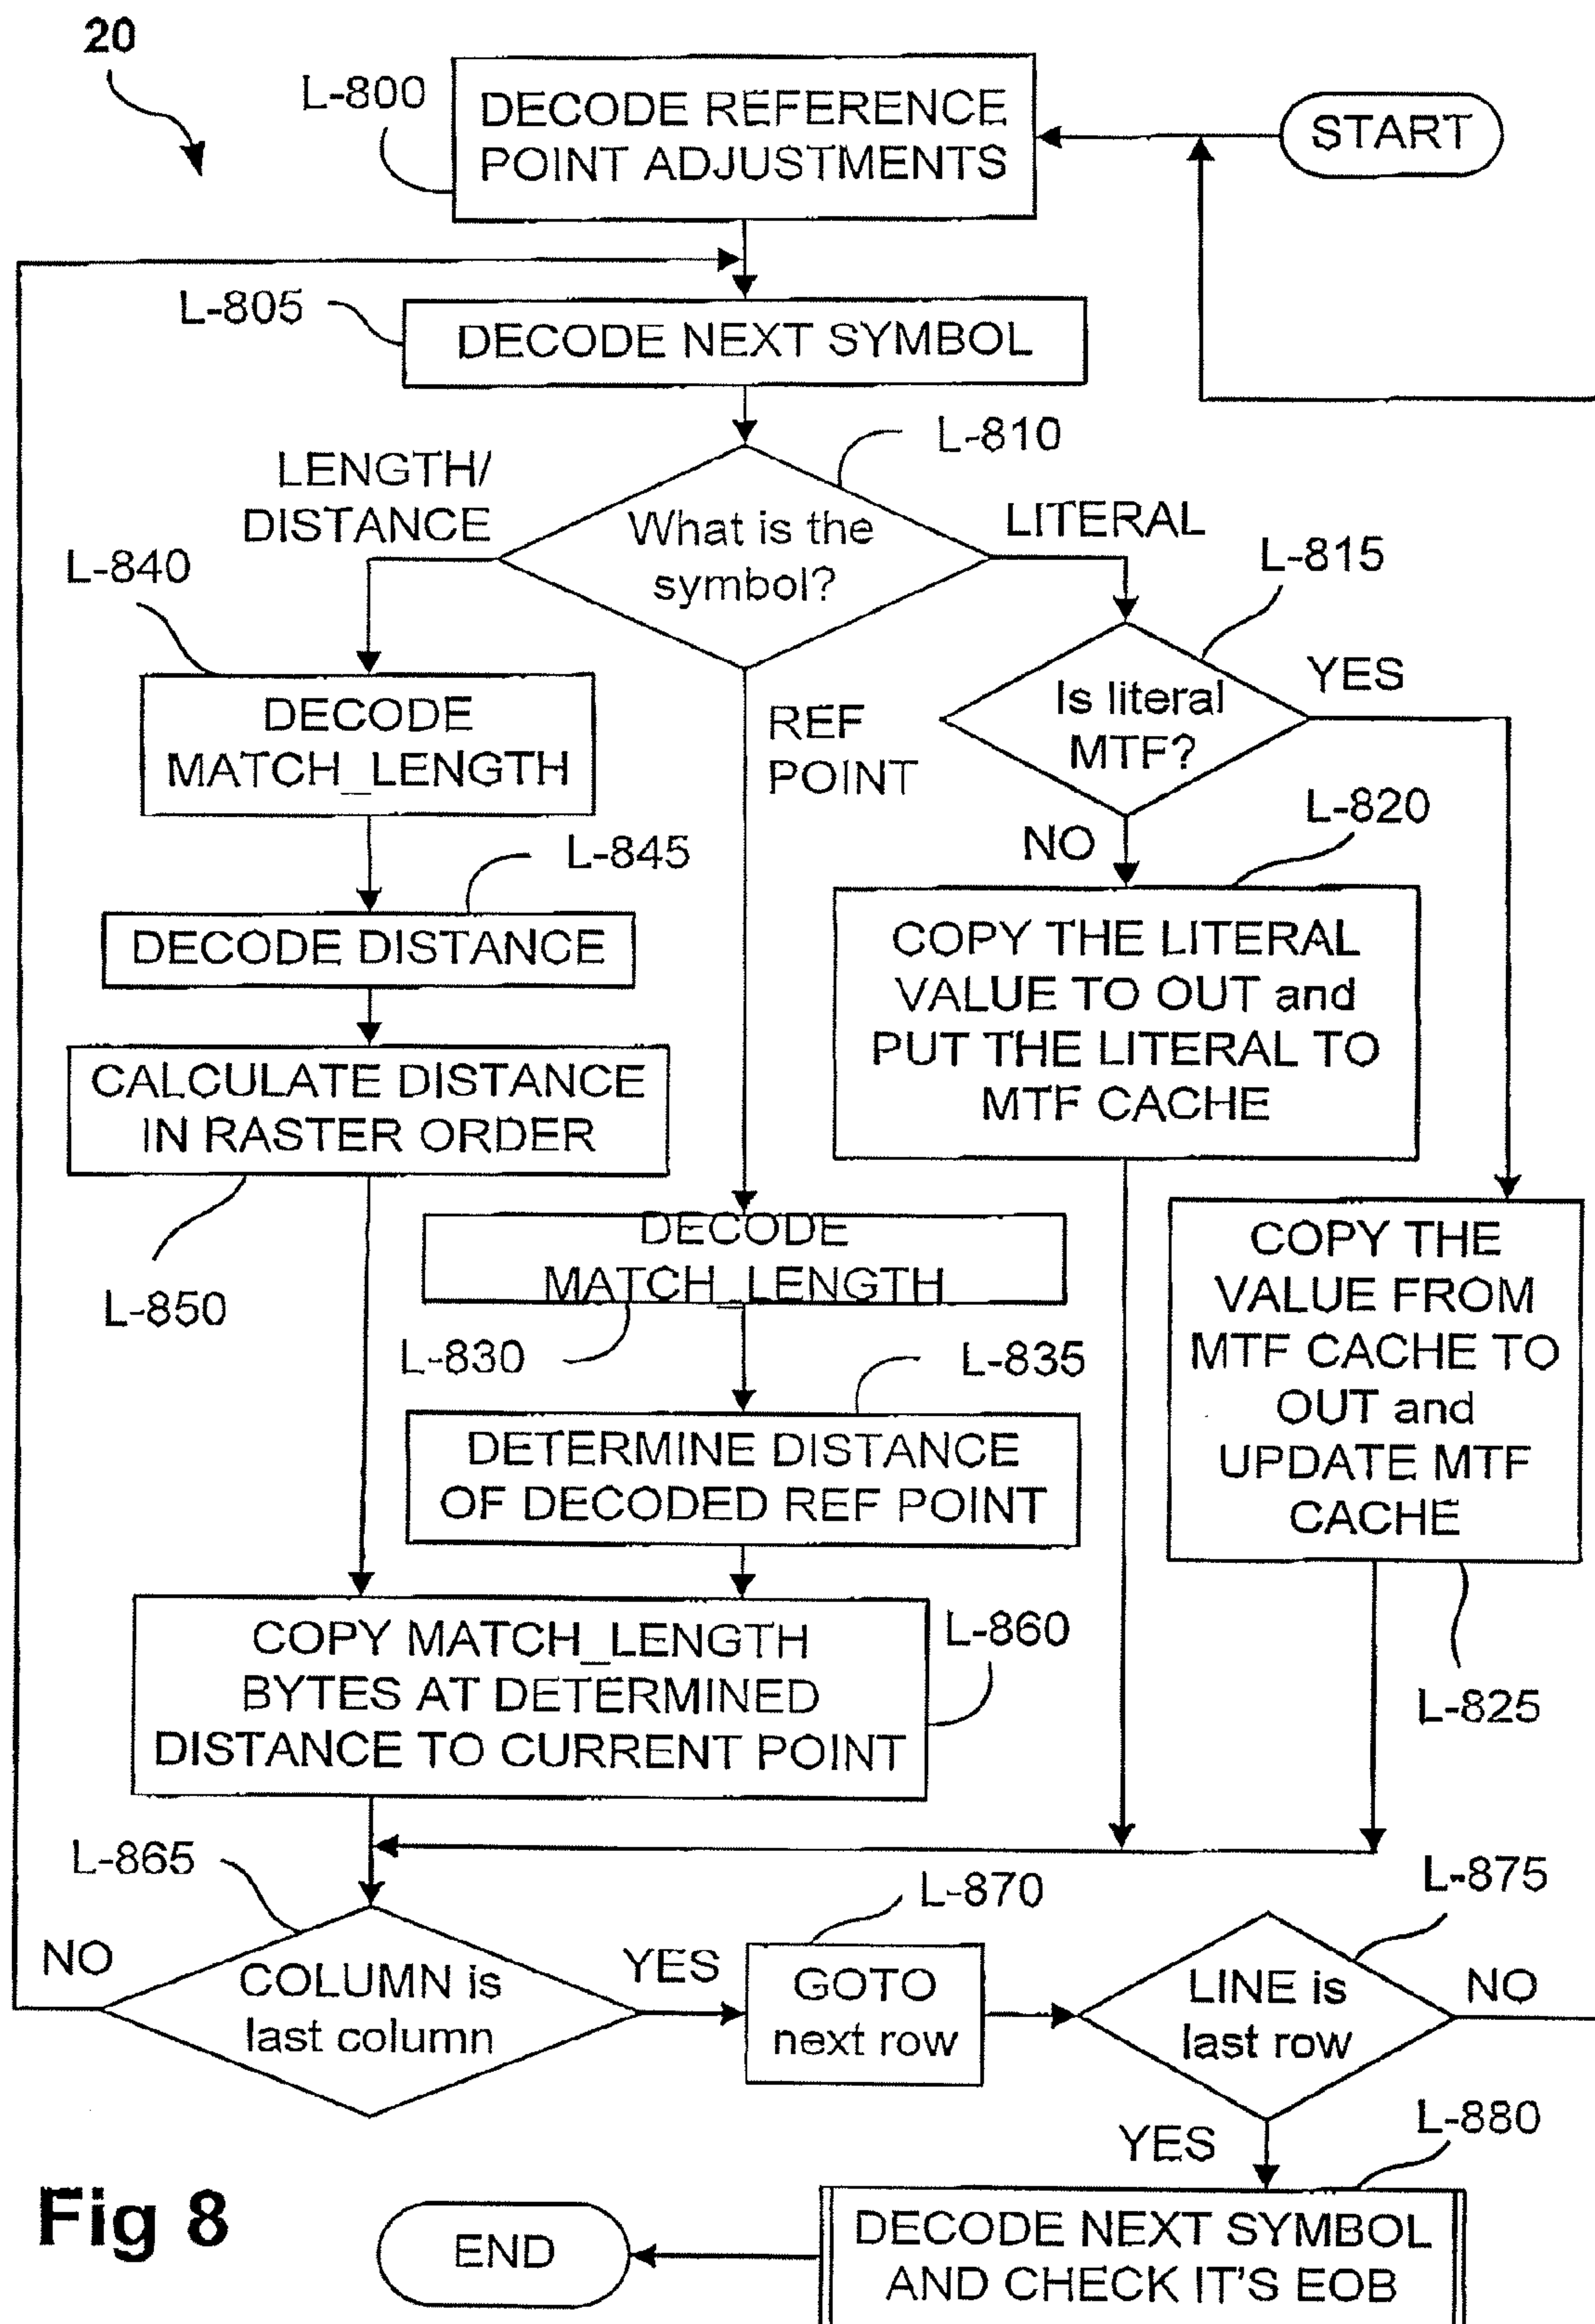 20
L-800
DECODE REFERENCE
POINT ADJUSTMENTS
START
L-805
DECODE NEXT SYMBOL
L-810
LENGTH/
DISTANCE
What is the
symbol?
LITERAL
L-815
L-840
Is literal
MTF?
YES
DECODE
MATCH_LENGTH
REF
POINT
L-820
NO
L-845
DECODE DISTANCE
COPY THE LITERAL
VALUE TO OUT and
PUT THE LITERAL TO
MTF CACHE
CALCULATE DISTANCE
IN RASTER ORDER
L-850
DECODE
MATCH_LENGTH
L-830
COPY THE
VALUE FROM
MTF CACHE TO
OUT and
UPDATE MTF
CACHE
L-835
DETERMINE DISTANCE
OF DECODED REF POINT
COPY MATCH_LENGTH
BYTES AT DETERMINED
DISTANCE TO CURRENT POINT
L-860
L-825
L-865
L-870
L-875
NO
COLUMN is
last column
YES
GOTO
next row
LINE is
last row
NO
YES
L-880
Fig 8
END
DECODE NEXT SYMBOL
AND CHECK IT'S EOB